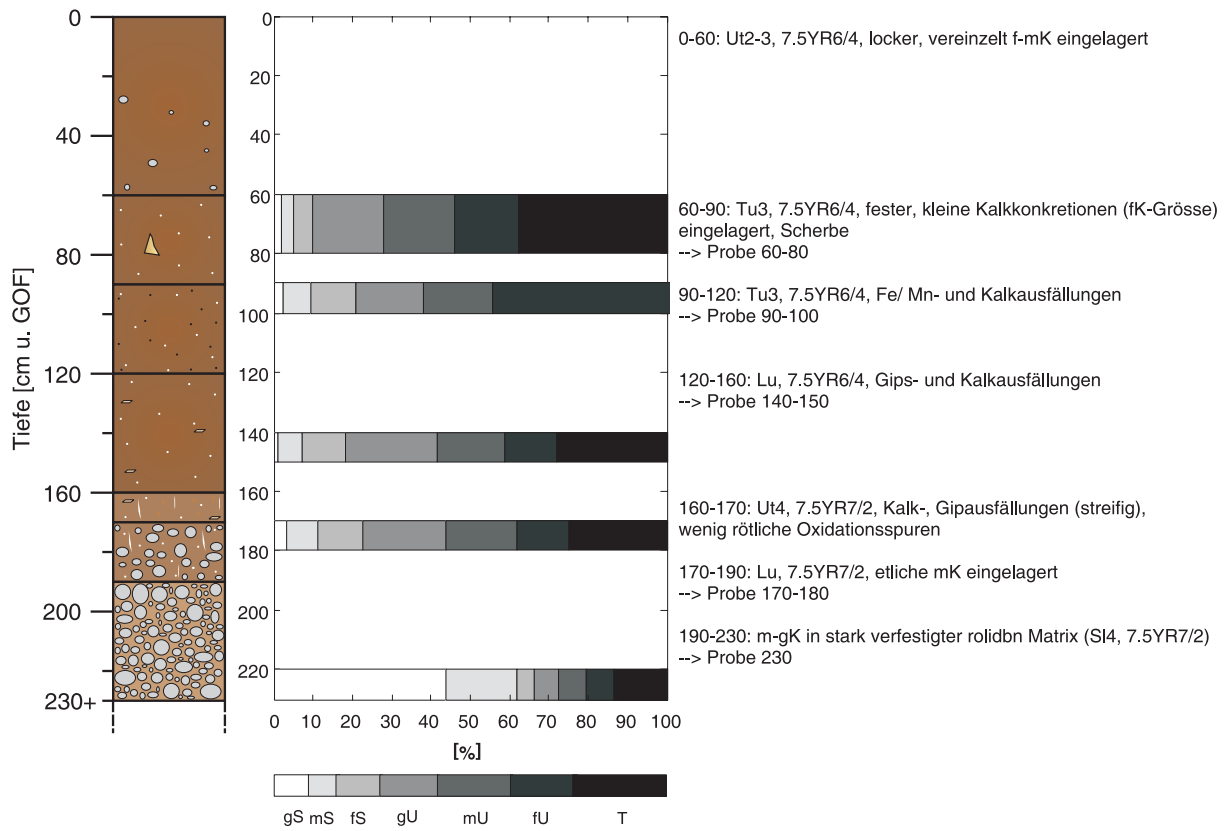 Tiefe [cm u. GOF]
0
40
80
120
160
200
230+
0
20
40
60
80
100
120
140
160
180
200
220
0 10 20 30 40 50 60 70 80 90 100
[%]
gS mS fS gU mU fU T
0-60: Ut2-3, 7.5YR6/4, locker, vereinzelt f-mK eingelagert
60-90: Tu3, 7.5YR6/4, fester, kleine Kalkkonkretionen (fK-Grösse)
eingelagert, Scherbe
--> Probe 60-80
90-120: Tu3, 7.5YR6/4, Fe/ Mn- und Kalkausfällungen
--> Probe 90-100
120-160: Lu, 7.5YR6/4, Gips- und Kalkausfällungen
--> Probe 140-150
160-170: Ut4, 7.5YR7/2, Kalk-, Gipausfällungen (streifig),
wenig rötliche Oxidationsspuren
170-190: Lu, 7.5YR7/2, etliche mK eingelagert
--> Probe 170-180
190-230: m-gK in stark verfestigter rolidbn Matrix (Sl4, 7.5YR7/2)
--> Probe 230